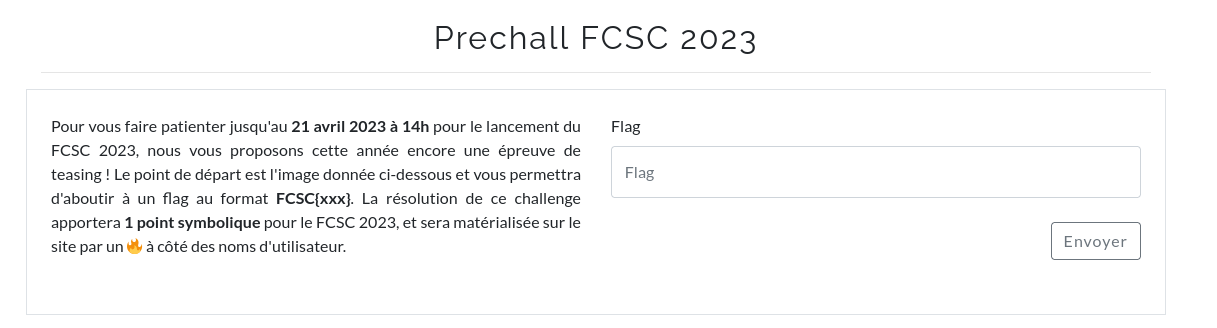 Prechall FCSC 2023
Pour vous faire patienter jusqu'au 21 avril 2023 à 14h pour le lancement du
FCSC 2023, nous vous proposons cette année encore une épreuve de
teasing ! Le point de départ est l'image donnée ci-dessous et vous permettra
d'aboutir à un flag au format FCSC{xxx}. La résolution de ce challenge
apportera 1 point symbolique pour le FCSC 2023, et sera matérialisée sur le
site par un 🔥 à côté des noms d'utilisateur.
Flag
Flag
Envoyer